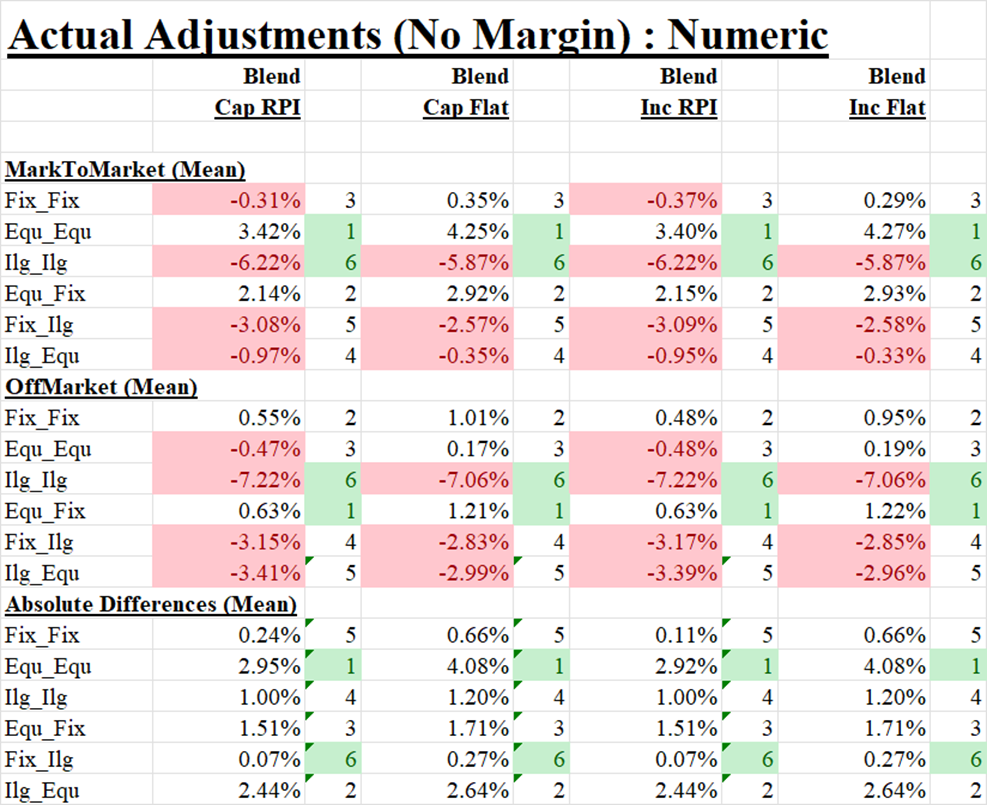 Actual Adjustments (No Margin) : Numeric
Blend Blend Blend Blend
Cap RPI Cap Flat Inc RPI Inc Flat
MarkToMarket (Mean)
Fix_Fix -0.31% 3 0.35% 3 -0.37% 3 0.29% 3
Equ_Equ 3.42% 1 4.25% 1 3.40% 1 4.27% 1
Ilg_Ilg -6.22% 6 -5.87% 6 -6.22% 6 -5.87% 6
Equ_Fix 2.14% 2 2.92% 2 2.15% 2 2.93% 2
Fix_Ilg -3.08% 5 -2.57% 5 -3.09% 5 -2.58% 5
Ilg_Equ -0.97% 4 -0.35% 4 -0.95% 4 -0.33% 4
OffMarket (Mean)
Fix_Fix 0.55% 2 1.01% 2 0.48% 2 0.95% 2
Equ_Equ -0.47% 3 0.17% 3 -0.48% 3 0.19% 3
Ilg_Ilg -7.22% 6 -7.06% 6 -7.22% 6 -7.06% 6
Equ_Fix 0.63% 1 1.21% 1 0.63% 1 1.22% 1
Fix_Ilg -3.15% 4 -2.83% 4 -3.17% 4 -2.85% 4
Ilg_Equ -3.41% 5 -2.99% 5 -3.39% 5 -2.96% 5
Absolute Differences (Mean)
Fix_Fix 0.24% 5 0.66% 5 0.11% 5 0.66% 5
Equ_Equ 2.95% 1 4.08% 1 2.92% 1 4.08% 1
Ilg_Ilg 1.00% 4 1.20% 4 1.00% 4 1.20% 4
Equ_Fix 1.51% 3 1.71% 3 1.51% 3 1.71% 3
Fix_Ilg 0.07% 6 0.27% 6 0.07% 6 0.27% 6
Ilg_Equ 2.44% 2 2.64% 2 2.44% 2 2.64% 2